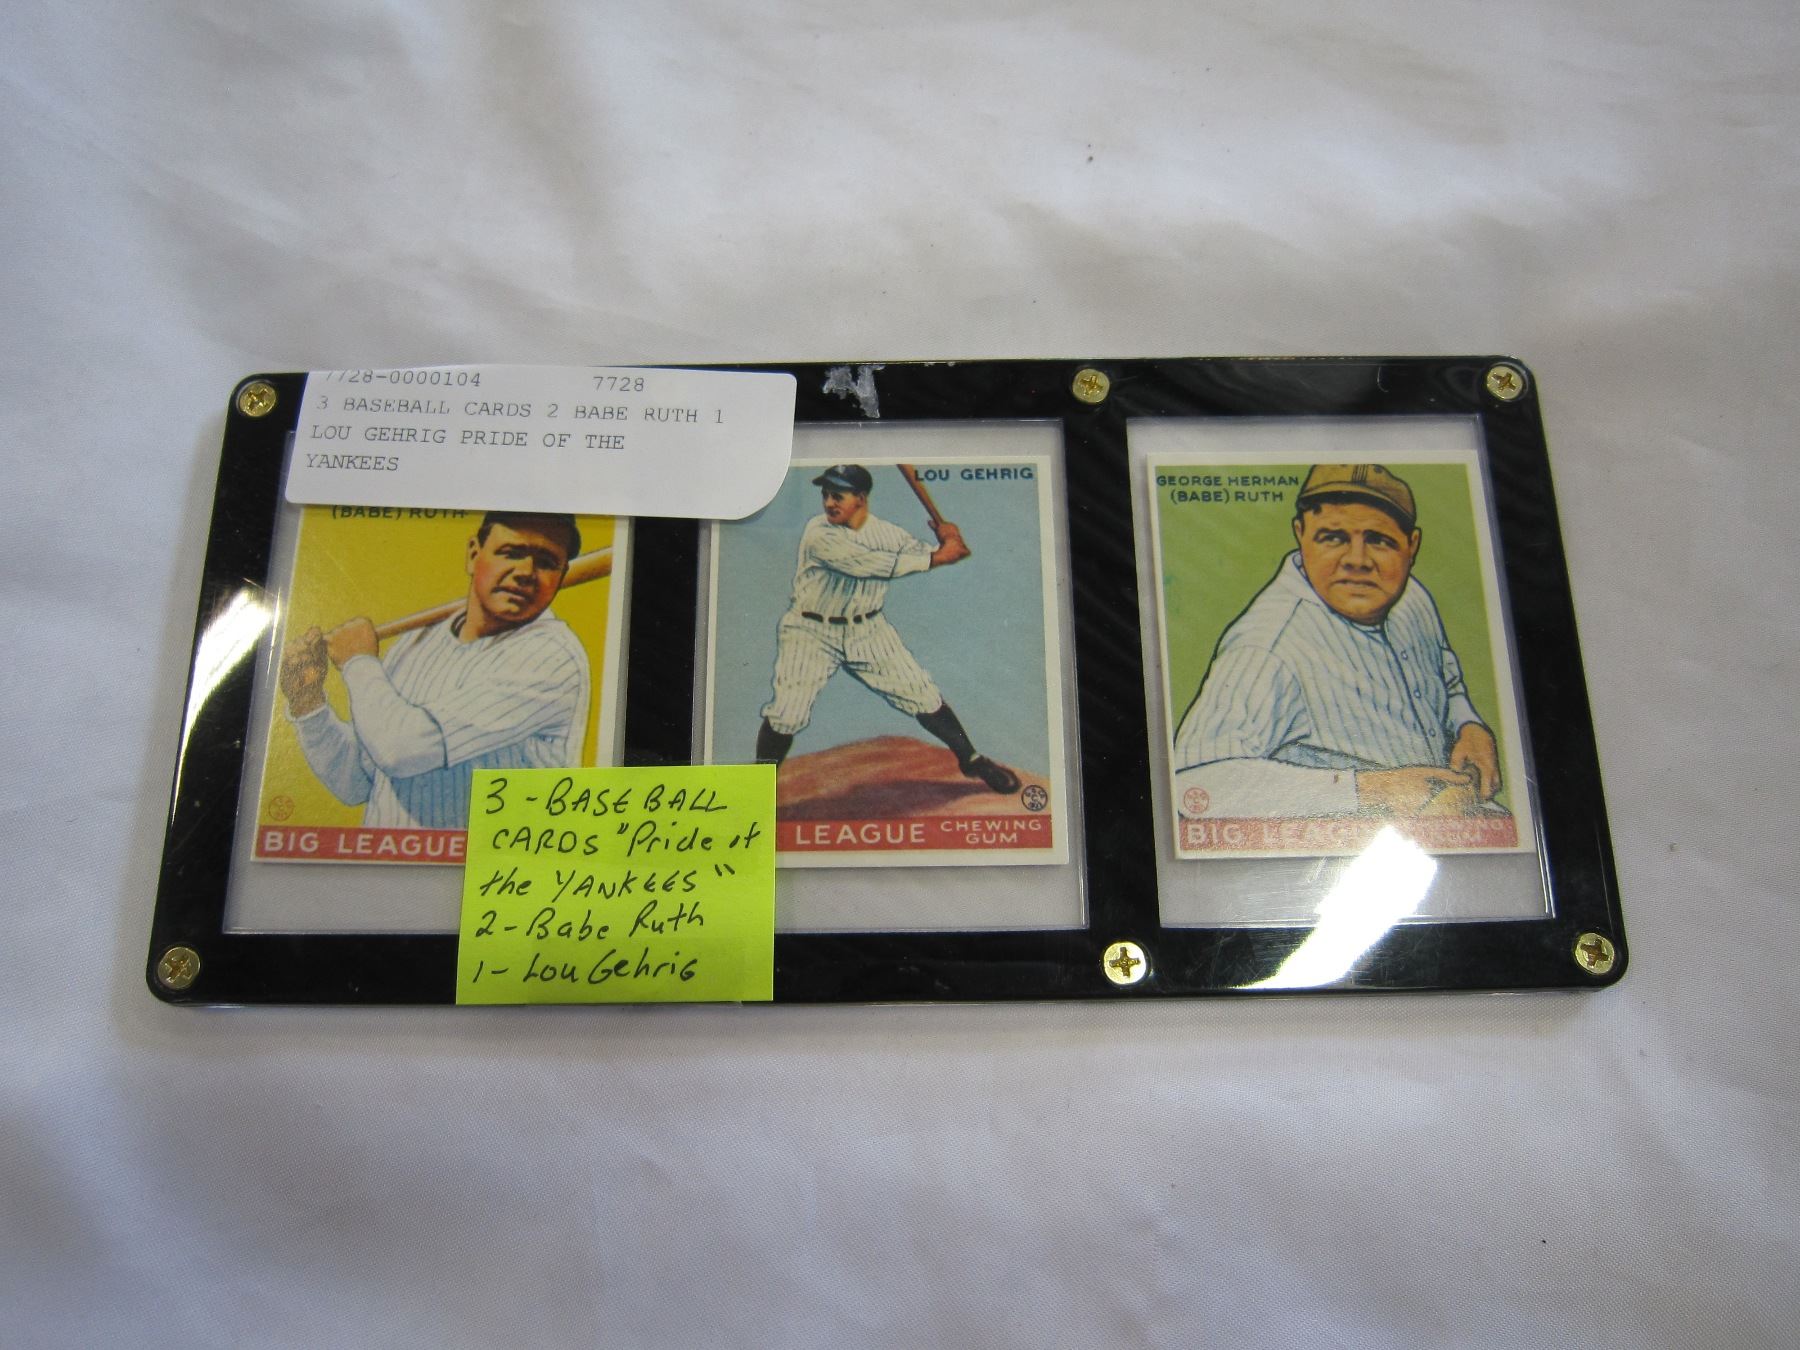 7728-0000104 7728
3 BASEBALL CARDS 2 BABE RUTH 1
LOU GEHRIG PRIDE OF THE
YANKEES
(BABE) RUTH
BIG LEAGUE
LOU GEHRIG
LEAGUE CHEWING
GUM
GEORGE HERMAN
(BABE) RUTH
BIG LEAGUE
3 - BASEBALL
CARDS "Pride of
the YANKEES"
2 - Babe Ruth
1 - Lou Gehrig